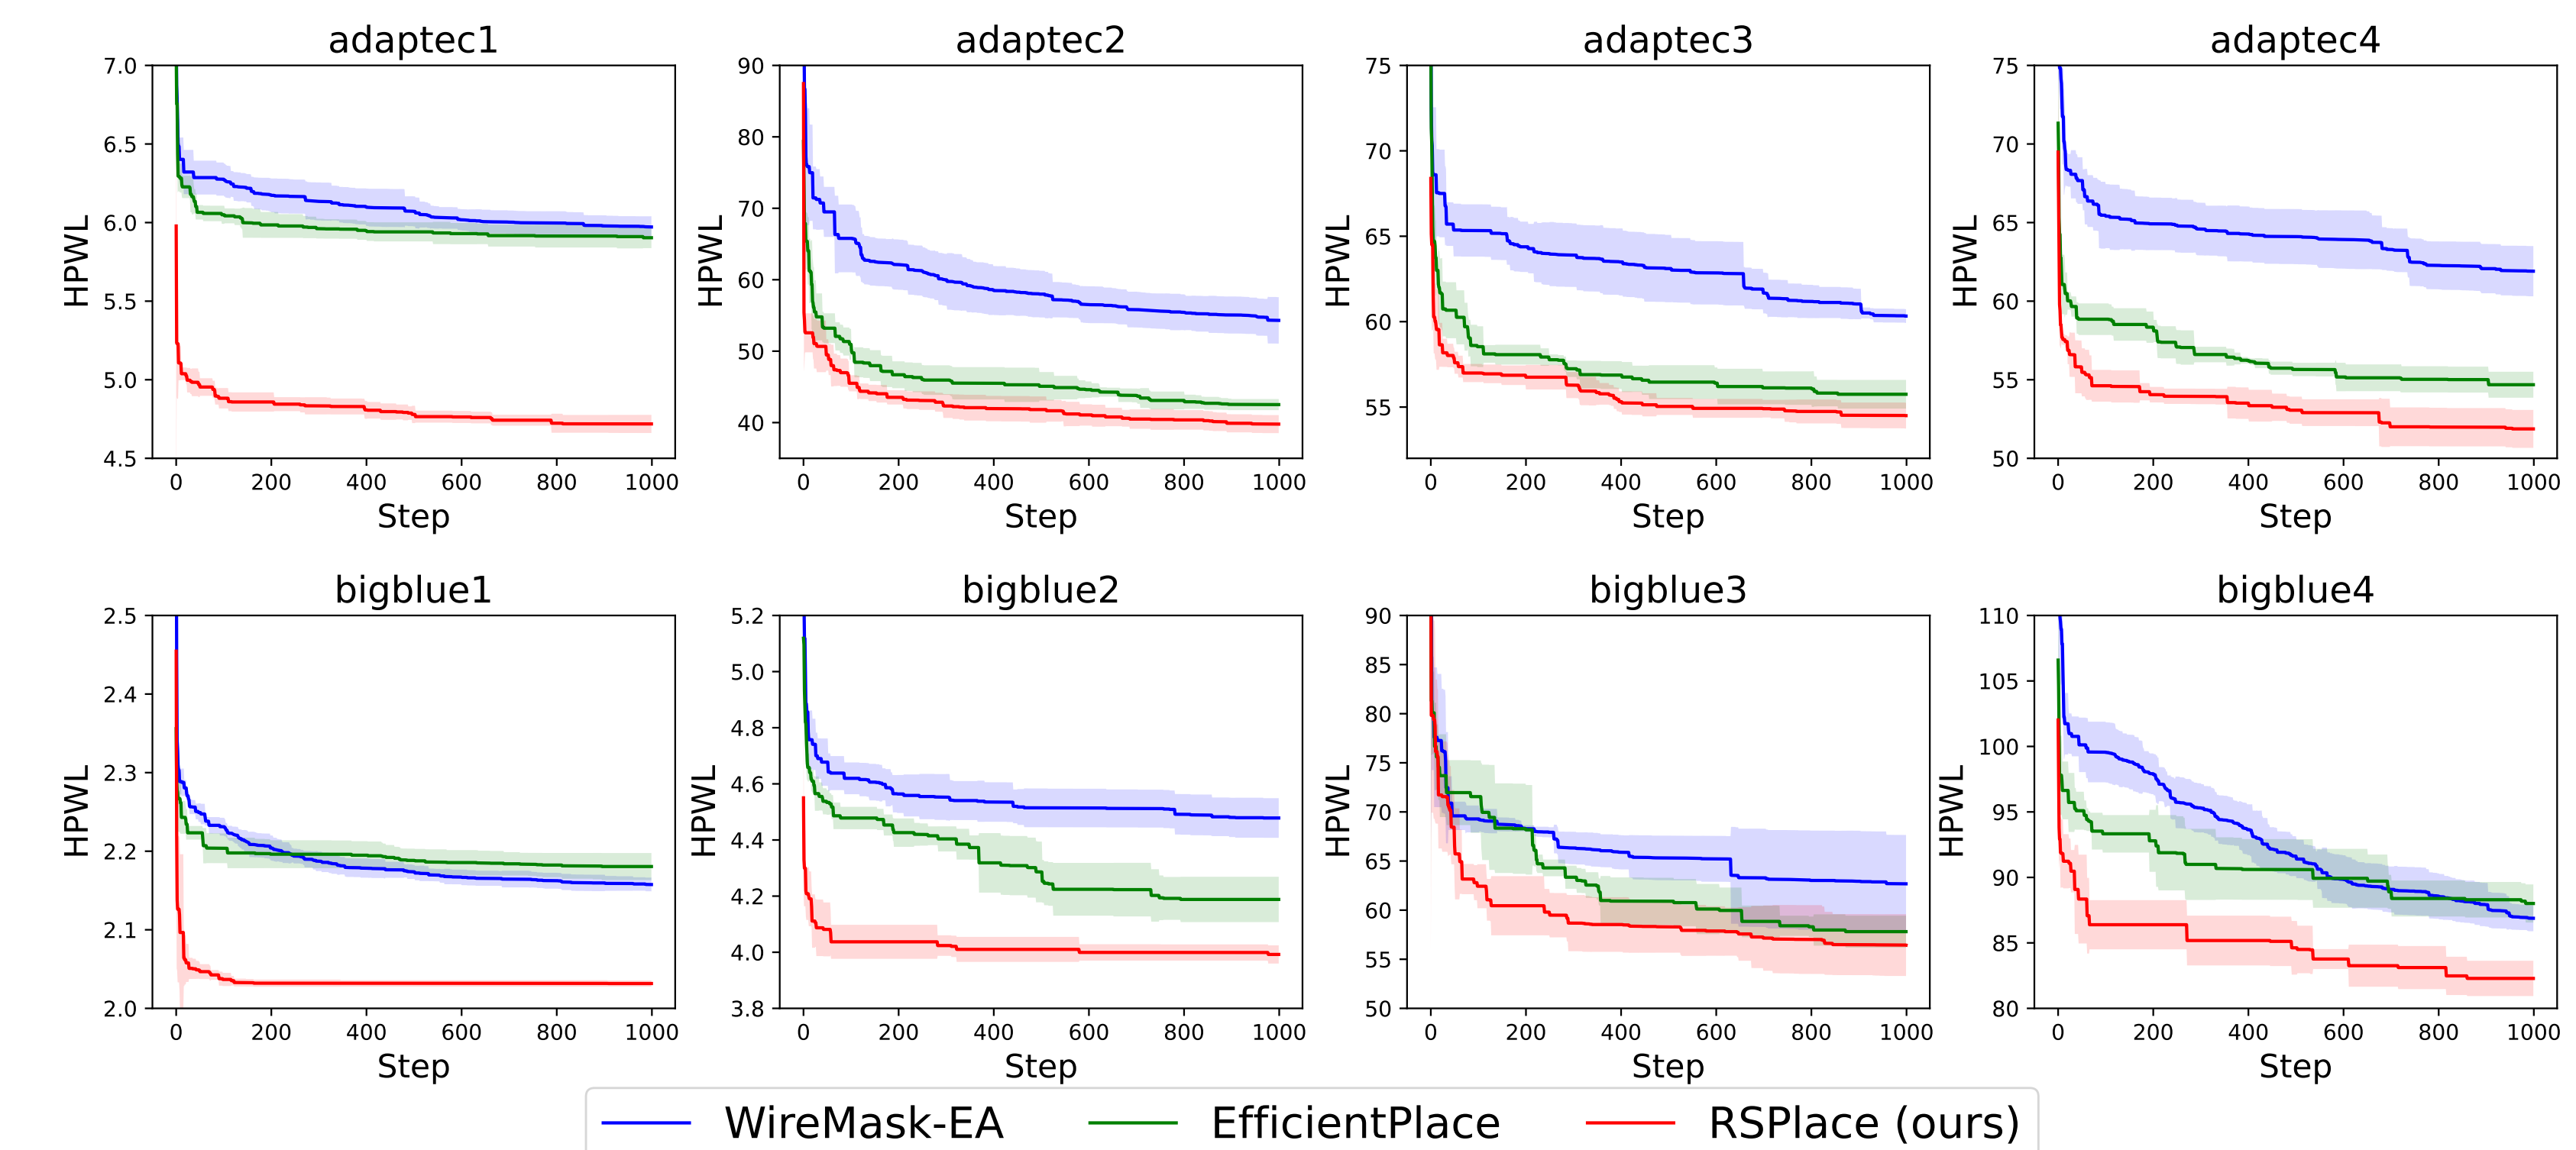 adaptec1 adaptec2 adaptec3 adaptec4
7.0 6.5 6.0 5.5 5.0 4.5
HPWL
0 200 400 600 800 1000
Step
90 80 70 60 50 40
HPWL
0 200 400 600 800 1000
Step
75 70 65 60 55
HPWL
0 200 400 600 800 1000
Step
75 70 65 60 55 50
HPWL
0 200 400 600 800 1000
Step
bigblue1 bigblue2 bigblue3 bigblue4
2.5 2.4 2.3 2.2 2.1 2.0
HPWL
0 200 400 600 800 1000
Step
5.2 5.0 4.8 4.6 4.4 4.2 4.0 3.8
HPWL
0 200 400 600 800 1000
Step
90 85 80 75 70 65 60 55 50
HPWL
0 200 400 600 800 1000
Step
110 105 100 95 90 85 80
HPWL
0 200 400 600 800 1000
Step
WireMask-EA EfficientPlace RSPlace (ours)